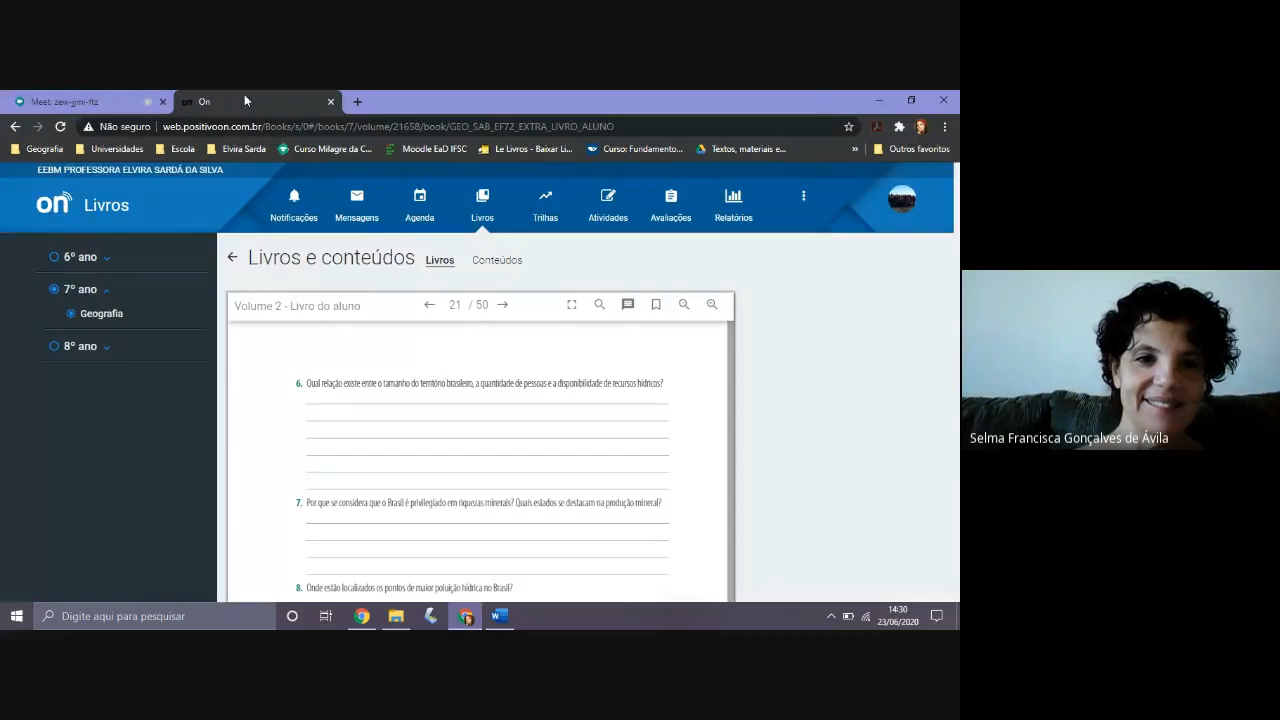 Meet: zew-jjmr-ftz
On
Não seguro
web.positivoon.com.br/Books/s/0#/books/7/volume/21658/book/GEO_SAB_EF72_EXTRA_LIVRO_ALUNO
Geografia
Universidades
Escola
Elvira Sarda
Curso Milagre da C...
Moodle EaD IFSC
Le Livros - Baixar Li...
Curso: Fundamento...
Textos, materiais e...
»
Outros favoritos
EEBM PROFESSORA ELVIRA SARDÁ DA SILVA
on Livros
Notificações
Mensagens
Agenda
Livros
Trilhas
Atividades
Avaliações
Relatórios
6º ano
7º ano
Geografia
8º ano
Livros e conteúdos
Livros
Conteúdos
Volume 2 - Livro do aluno
21 / 50
6. Qual relação existe entre o tamanho do território brasileiro, a quantidade de pessoas e a disponibilidade de recursos hídricos?
7. Por que se considera que o Brasil é privilegiado em riquezas minerais? Quais estados se destacam na produção mineral?
8. Onde estão localizados os pontos de maior poluição hídrica no Brasil?
Selma Francisca Gonçalves de Ávila
Digite aqui para pesquisar
14:30
23/06/2020